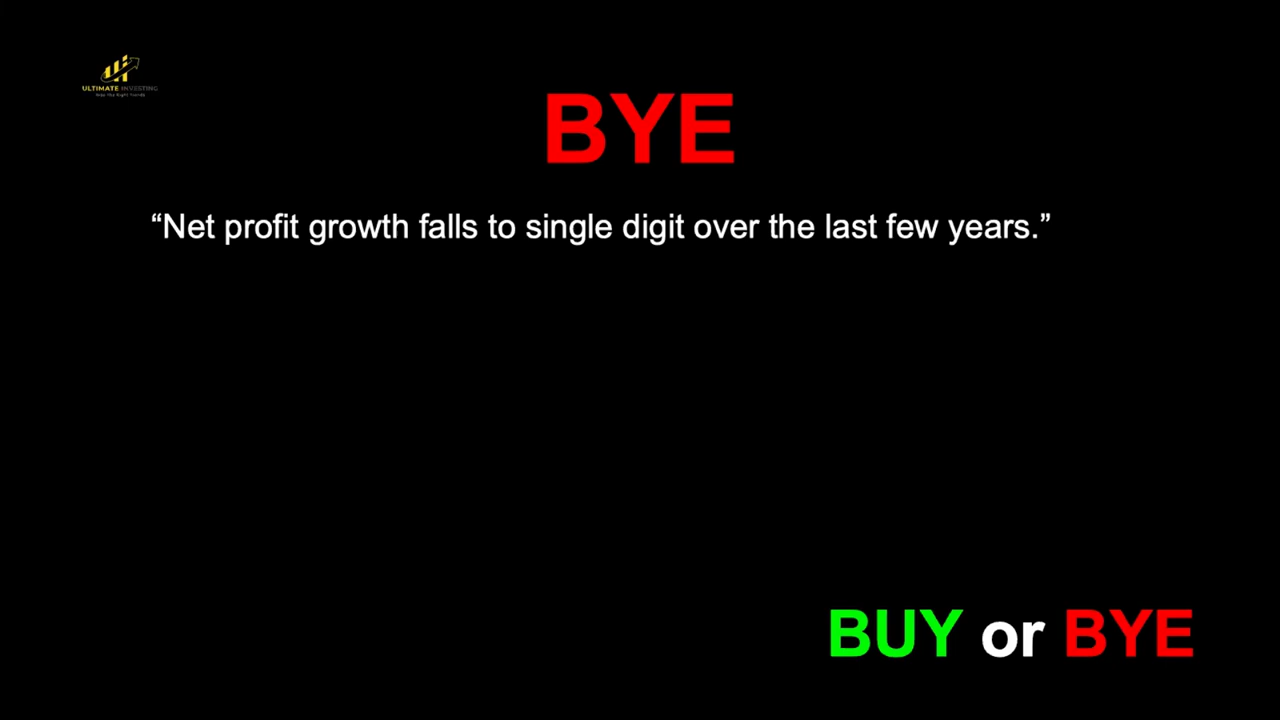 ULTIMATE INVESTING
BYE
“Net profit growth falls to single digit over the last few years.”
BUY or BYE